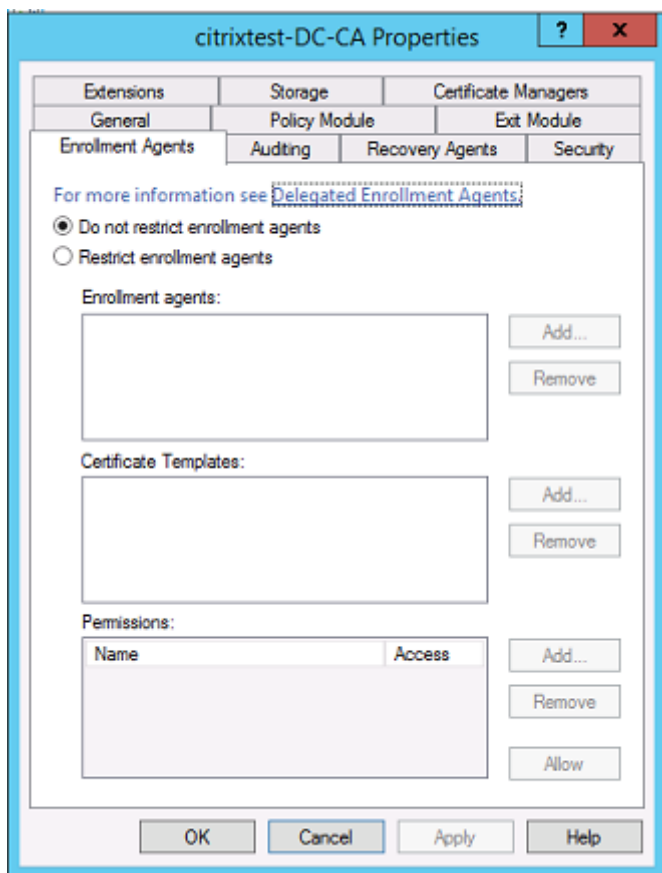 citrixtest-DC-CA Properties
? x
Extensions Storage Certificate Managers
General Policy Module Exit Module
Enrollment Agents Auditing Recovery Agents Security
For more information see Delegated Enrollment Agents.
Do not restrict enrollment agents
Restrict enrollment agents
Enrollment agents:
Add...
Remove
Certificate Templates:
Add...
Remove
Permissions:
Name Access
Add...
Remove
Allow
OK Cancel Apply Help